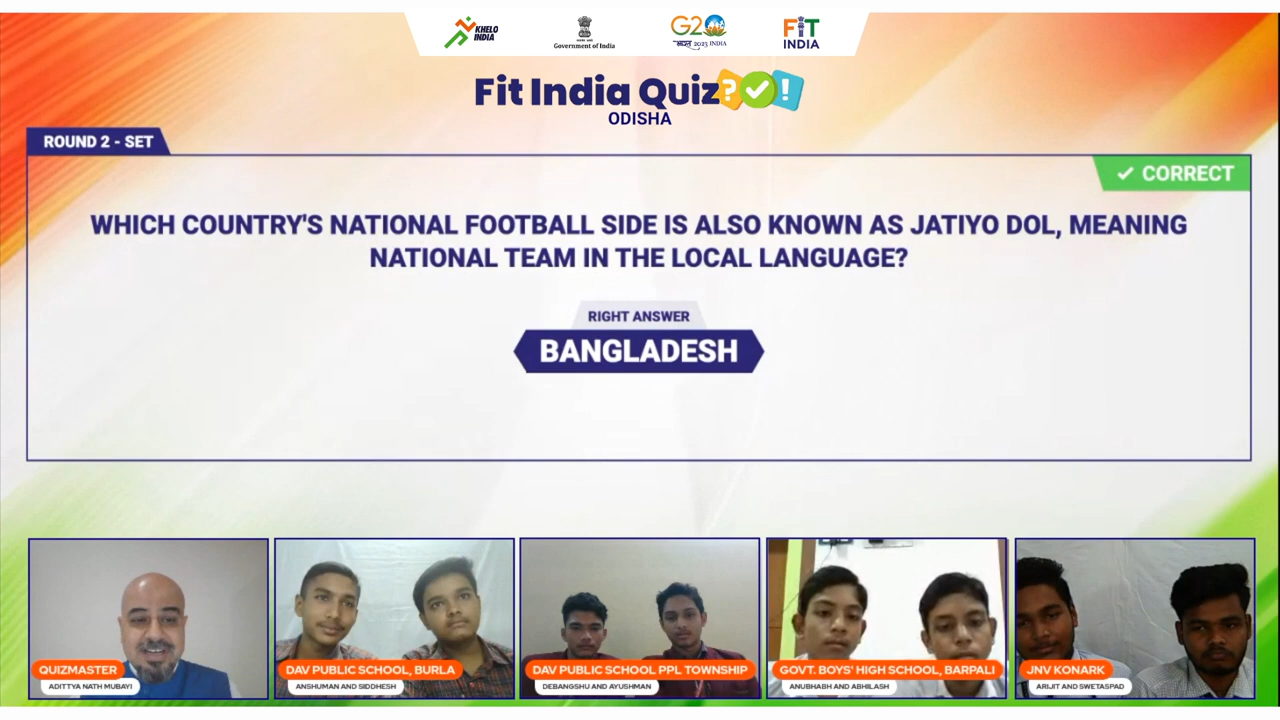 KHELO
INDIA
Government of India
G20
भारत 2023 INDIA
FIT
INDIA
Fit India Quiz?!
ODISHA
ROUND 2 - SET
CORRECT
WHICH COUNTRY'S NATIONAL FOOTBALL SIDE IS ALSO KNOWN AS JATIYO DOL, MEANING
NATIONAL TEAM IN THE LOCAL LANGUAGE?
RIGHT ANSWER
BANGLADESH
QUIZMASTER
ADITTYA NATH MUBAYI
DAV PUBLIC SCHOOL, BURLA
ANSHUMAN AND SIDDHESH
DAV PUBLIC SCHOOL PPL TOWNSHIP
DEBANGSHU AND AYUSHMAN
GOVT. BOYS' HIGH SCHOOL, BARPALI
ANUBHABH AND ABHILASH
JNV KONARK
ARIJIT AND SWETASPAD